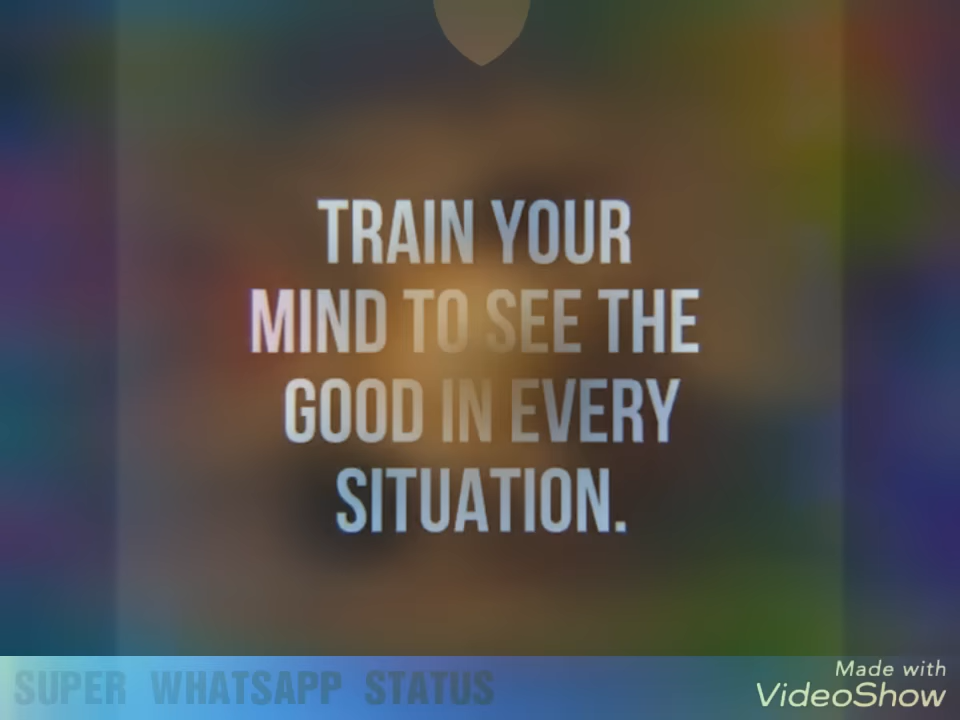 TRAIN YOUR
MIND TO SEE THE
GOOD IN EVERY
SITUATION.
SUPER WHATSAPP STATUS
Made with
VideoShow